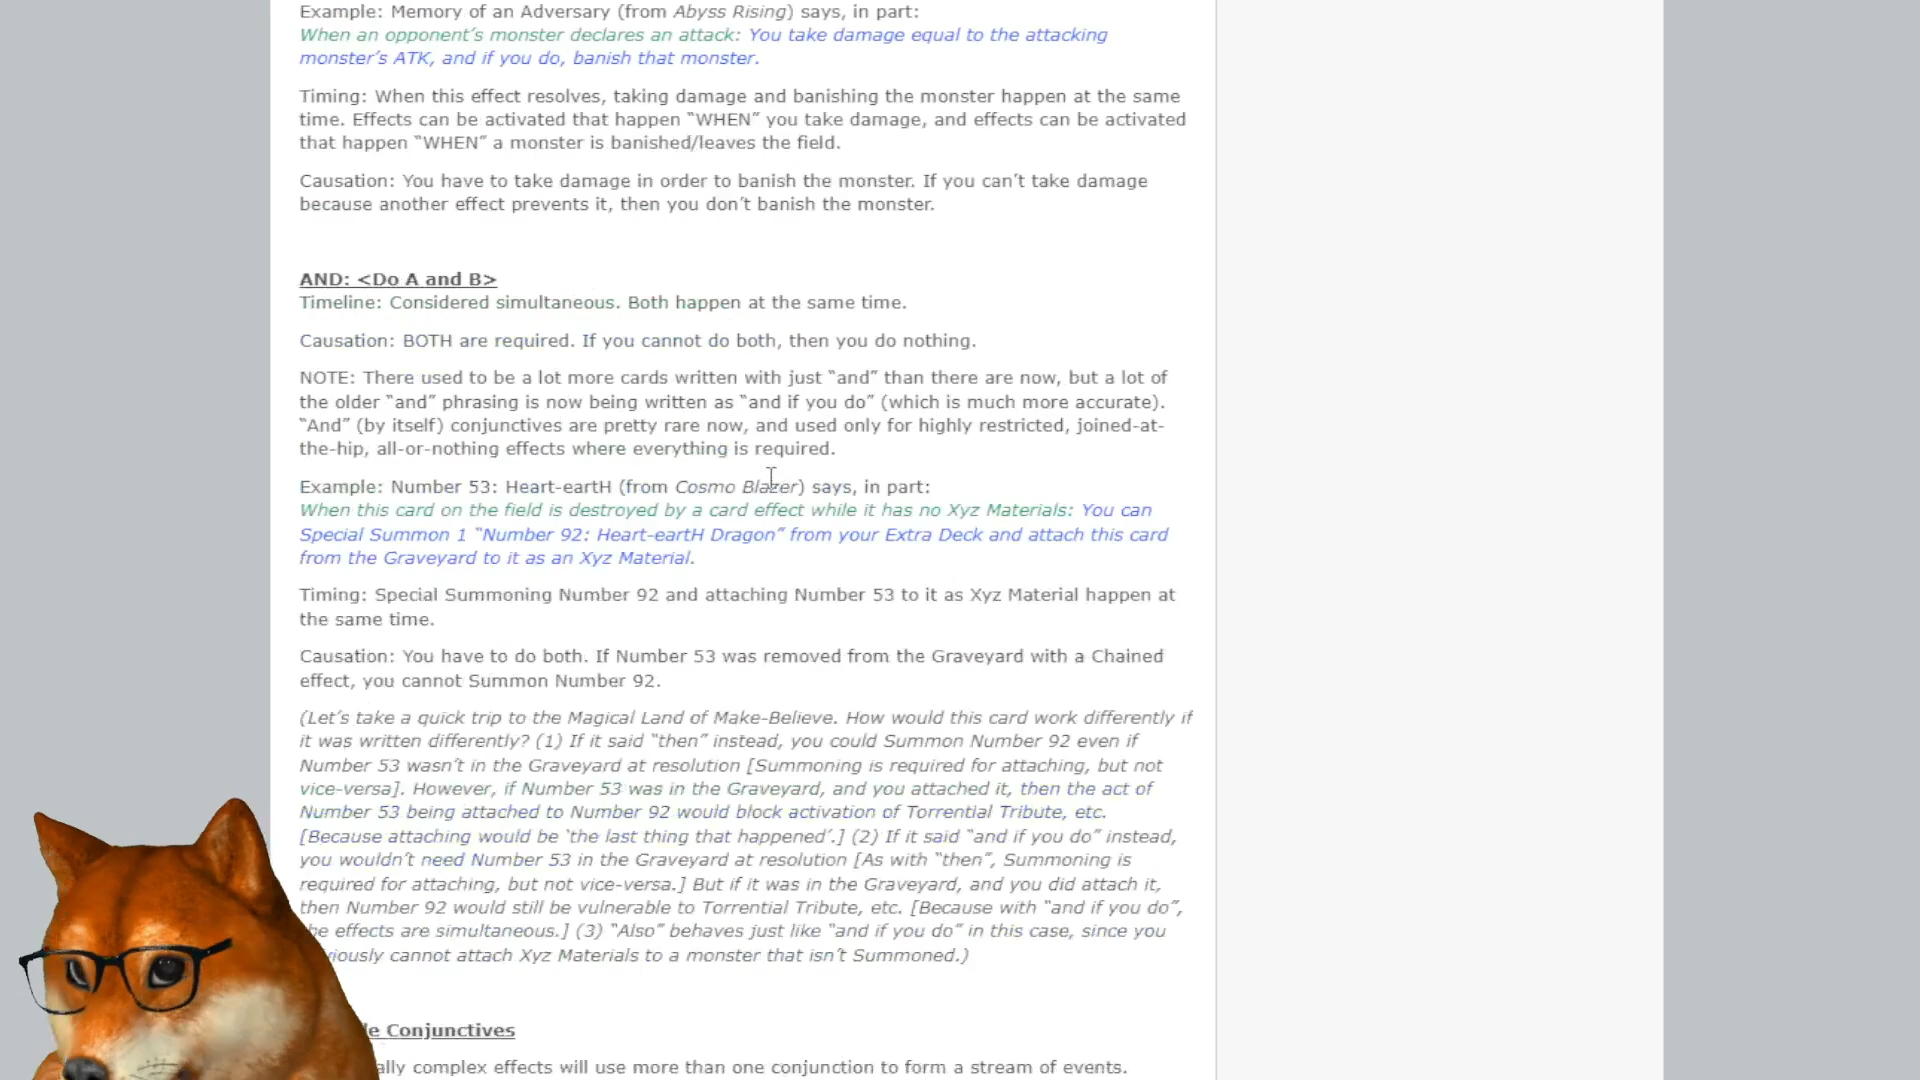 Example: Memory of an Adversary (from Abyss Rising) says, in part:
When an opponent’s monster declares an attack: You take damage equal to the attacking
monster’s ATK, and if you do, banish that monster.
Timing: When this effect resolves, taking damage and banishing the monster happen at the same
time. Effects can be activated that happen “WHEN” you take damage, and effects can be activated
that happen “WHEN” a monster is banished/leaves the field.
Causation: You have to take damage in order to banish the monster. If you can’t take damage
because another effect prevents it, then you don’t banish the monster.
AND: <Do A and B>
Timeline: Considered simultaneous. Both happen at the same time.
Causation: BOTH are required. If you cannot do both, then you do nothing.
NOTE: There used to be a lot more cards written with just “and” than there are now, but a lot of
the older “and” phrasing is now being written as “and if you do” (which is much more accurate).
“And” (by itself) conjunctives are pretty rare now, and used only for highly restricted, joined-at-
the-hip, all-or-nothing effects where everything is required.
Example: Number 53: Heart-eartH (from Cosmo Blazer) says, in part:
When this card on the field is destroyed by a card effect while it has no Xyz Materials: You can
Special Summon 1 “Number 92: Heart-eartH Dragon” from your Extra Deck and attach this card
from the Graveyard to it as an Xyz Material.
Timing: Special Summoning Number 92 and attaching Number 53 to it as Xyz Material happen at
the same time.
Causation: You have to do both. If Number 53 was removed from the Graveyard with a Chained
effect, you cannot Summon Number 92.
(Let’s take a quick trip to the Magical Land of Make-Believe. How would this card work differently if
it was written differently? (1) If it said “then” instead, you could Summon Number 92 even if
Number 53 wasn’t in the Graveyard at resolution [Summoning is required for attaching, but not
vice-versa]. However, if Number 53 was in the Graveyard, and you attached it, then the act of
Number 53 being attached to Number 92 would block activation of Torrential Tribute, etc.
[Because attaching would be ‘the last thing that happened’.] (2) If it said “and if you do” instead,
you wouldn’t need Number 53 in the Graveyard at resolution [As with “then”, Summoning is
required for attaching, but not vice-versa.] But if it was in the Graveyard, and you did attach it,
then Number 92 would still be vulnerable to Torrential Tribute, etc. [Because with “and if you do”,
he effects are simultaneous.] (3) “Also” behaves just like “and if you do” in this case, since you
viously cannot attach Xyz Materials to a monster that isn’t Summoned.)
le Conjunctives
ally complex effects will use more than one conjunction to form a stream of events.